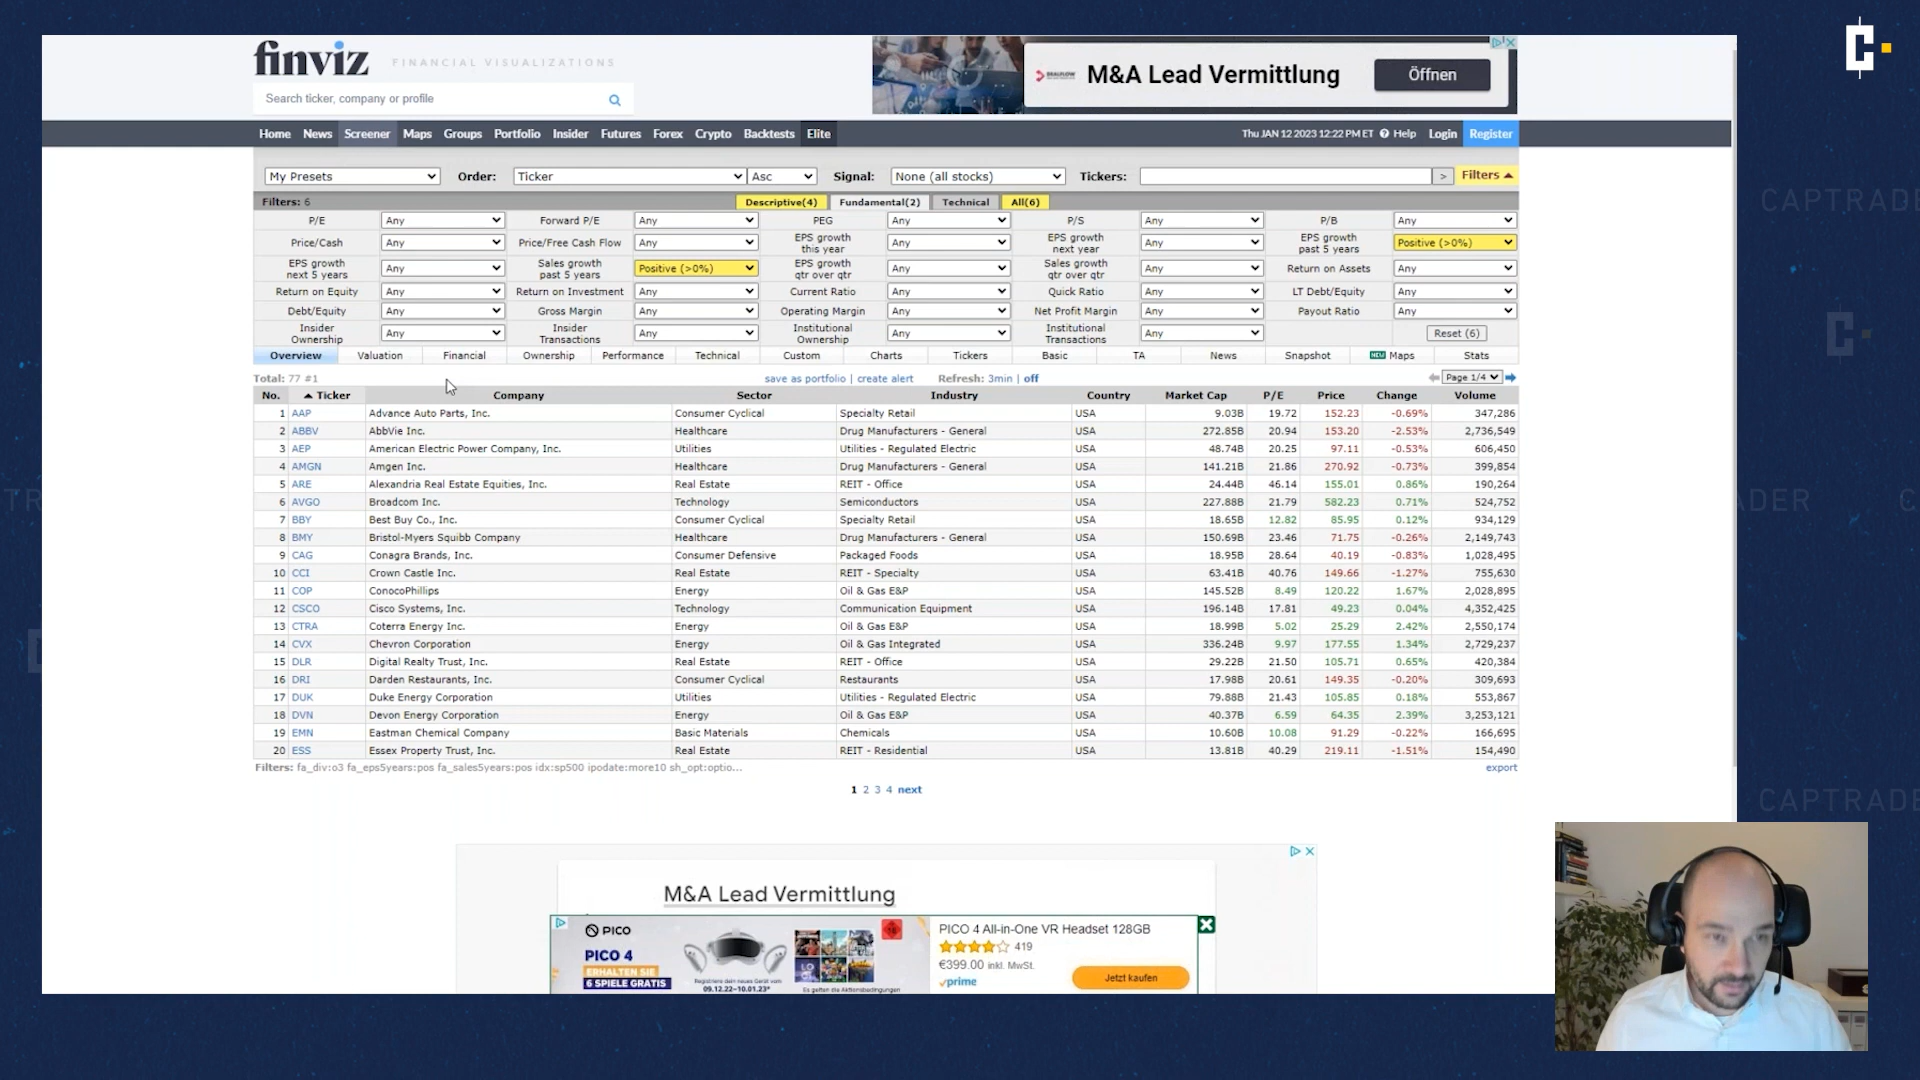 finviz FINANCIAL VISUALIZATIONS
Search ticker, company or profile
M&A Lead Vermittlung Öffnen
Home News Screener Maps Groups Portfolio Insider Futures Forex Crypto Backtests Elite Thu JAN 12 2023 12:22 PM ET Help Login Register
My Presets Order: Ticker Asc Signal: None (all stocks) Tickers: > Filters
Filters: 6 Descriptive(4) Fundamental(2) Technical All(6)
P/E Any Forward P/E Any PEG Any P/S Any P/B Any
Price/Cash Any Price/Free Cash Flow Any EPS growth this year Any EPS growth next year Any EPS growth past 5 years Positive (>0%)
EPS growth next 5 years Any Sales growth past 5 years Positive (>0%) EPS growth qtr over qtr Any Sales growth qtr over qtr Any Return on Assets Any
Return on Equity Any Return on Investment Any Current Ratio Any Quick Ratio Any LT Debt/Equity Any
Debt/Equity Any Gross Margin Any Operating Margin Any Net Profit Margin Any Payout Ratio Any
Insider Ownership Any Insider Transactions Any Institutional Ownership Any Institutional Transactions Any Reset (6)
Overview Valuation Financial Ownership Performance Technical Custom Charts Tickers Basic TA News Snapshot NEW Maps Stats
Total: 77 #1 save as portfolio | create alert Refresh: 3min | off Page 1/4
No. Ticker Company Sector Industry Country Market Cap P/E Price Change Volume
1 AAP Advance Auto Parts, Inc. Consumer Cyclical Specialty Retail USA 9.03B 19.72 152.23 -0.69% 347,286
2 ABBV AbbVie Inc. Healthcare Drug Manufacturers - General USA 272.85B 20.94 153.20 -2.53% 2,736,549
3 AEP American Electric Power Company, Inc. Utilities Utilities - Regulated Electric USA 48.74B 20.25 97.11 -0.53% 606,450
4 AMGN Amgen Inc. Healthcare Drug Manufacturers - General USA 141.21B 21.86 270.92 -0.73% 399,854
5 ARE Alexandria Real Estate Equities, Inc. Real Estate REIT - Office USA 24.44B 46.14 155.01 0.86% 190,264
6 AVGO Broadcom Inc. Technology Semiconductors USA 227.88B 21.79 582.23 0.71% 524,752
7 BBY Best Buy Co., Inc. Consumer Cyclical Specialty Retail USA 18.65B 12.82 85.95 0.12% 934,129
8 BMY Bristol-Myers Squibb Company Healthcare Drug Manufacturers - General USA 150.69B 23.46 71.75 -0.26% 2,149,743
9 CAG Conagra Brands, Inc. Consumer Defensive Packaged Foods USA 18.95B 28.64 40.19 -0.83% 1,028,495
10 CCI Crown Castle Inc. Real Estate REIT - Specialty USA 63.41B 40.76 149.66 -1.27% 755,630
11 COP ConocoPhillips Energy Oil & Gas E&P USA 145.52B 8.49 120.22 1.67% 2,028,895
12 CSCO Cisco Systems, Inc. Technology Communication Equipment USA 196.14B 17.81 49.23 0.04% 4,352,425
13 CTRA Coterra Energy Inc. Energy Oil & Gas E&P USA 18.99B 5.02 25.29 2.42% 2,550,174
14 CVX Chevron Corporation Energy Oil & Gas Integrated USA 336.24B 9.97 177.55 1.34% 2,729,237
15 DLR Digital Realty Trust, Inc. Real Estate REIT - Office USA 29.22B 21.50 105.71 0.65% 420,384
16 DRI Darden Restaurants, Inc. Consumer Cyclical Restaurants USA 17.98B 20.61 149.35 -0.20% 309,693
17 DUK Duke Energy Corporation Utilities Utilities - Regulated Electric USA 79.88B 21.43 105.85 0.18% 553,867
18 DVN Devon Energy Corporation Energy Oil & Gas E&P USA 40.37B 6.59 64.35 2.39% 3,253,121
19 EMN Eastman Chemical Company Basic Materials Chemicals USA 10.60B 10.08 91.29 -0.22% 166,695
20 ESS Essex Property Trust, Inc. Real Estate REIT - Residential USA 13.81B 40.29 219.11 -1.51% 154,490
Filters: fa_div:o3 fa_eps5years:pos fa_sales5years:pos idx:sp500 ipodate:more10 sh_opt:optio... export
1 2 3 4 next
M&A Lead Vermittlung
PICO
PICO 4
ERHALTEN SIE
6 SPIELE GRATIS
09.12.22-10.01.23*
PICO 4 All-in-One VR Headset 128GB
419
€399.00 inkl. MwSt.
prime
Jetzt kaufen
CAPTRADER
CAPTRADER